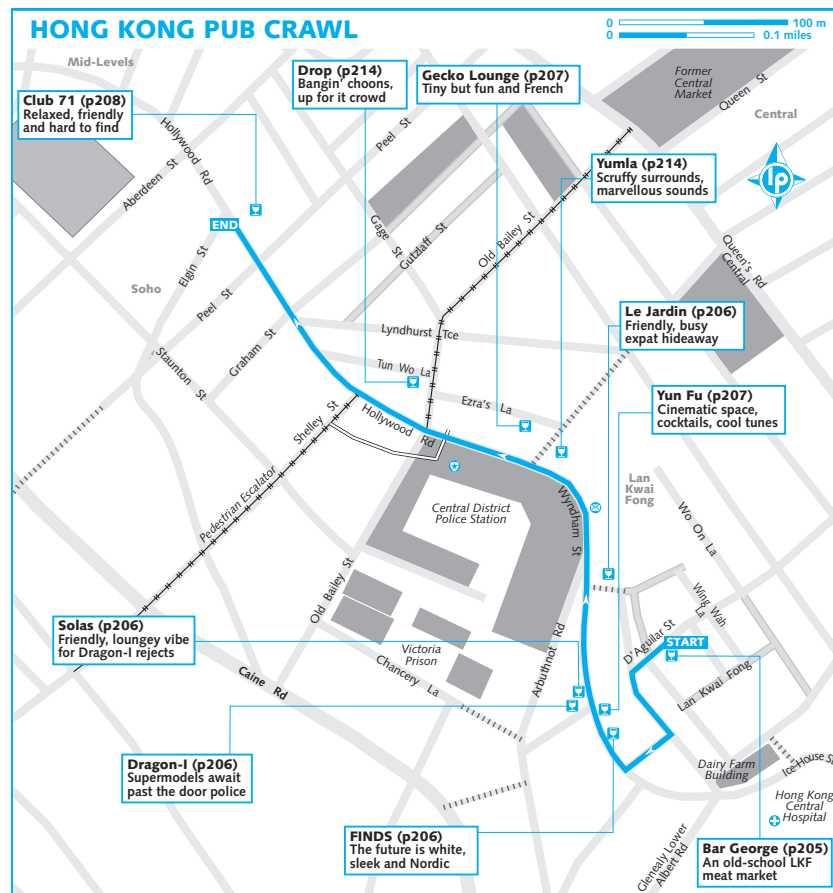 HONG KONG PUB CRAWL
0 100 m
0 0.1 miles
Mid-Levels
Club 71 (p208)
Relaxed, friendly
and hard to find
Drop (p214)
Bangin' choons,
up for it crowd
Gecko Lounge (p207)
Tiny but fun and French
Former
Central
Market
Queen St
Central
Yumla (p214)
Scruffy surrounds,
marvellous sounds
lp
Hollywood Rd
Aberdeen St
Peel St
END
Gage St
Gutzlaff St
Old Bailey St
Queen's Rd
Central
Elgin St
Soho
Peel St
Le Jardin (p206)
Friendly, busy
expat hideaway
Lyndhurst Tce
Staunton St
Graham St
Tun Wo La
Yun Fu (p207)
Cinematic space,
cocktails, cool tunes
Ezra's La
Shelley St
Hollywood Rd
Pedestrian Escalator
Lan
Kwai
Fong
Wyndham St
Central District
Police Station
Wo On La
Wing Wah
La
Old Bailey St
Solas (p206)
Friendly, loungey vibe
for Dragon-I rejects
D'Aguilar St
START
Victoria
Prison
Arbuthnot Rd
Chancery La
Caine Rd
Lan Kwai Fong
Dragon-I (p206)
Supermodels await
past the door police
Dairy Farm
Building
Ice House St
Hong Kong
Central
Hospital
FINDS (p206)
The future is white,
sleek and Nordic
Glenealy Lower
Albert Rd
Bar George (p205)
An old-school LKF
meat market